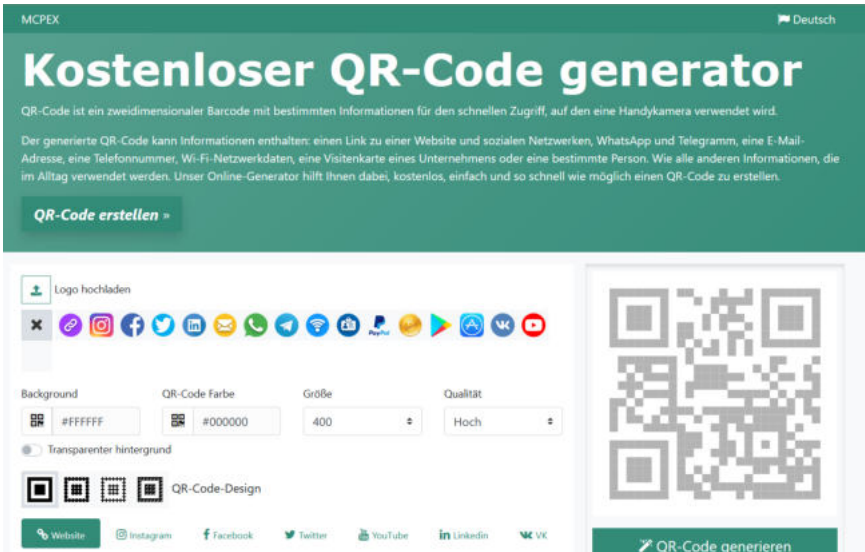 MCPEX
Deutsch
Kostenloser QR-Code generator
QR-Code ist ein zweidimensionaler Barcode mit bestimmten Informationen für den schnellen Zugriff, auf den eine Handykamera verwendet wird.
Der generierte QR-Code kann Informationen enthalten: einen Link zu einer Website und sozialen Netzwerken, WhatsApp und Telegramm, eine E-Mail-
Adresse, eine Telefonnummer, Wi-Fi-Netzwerkdaten, eine Visitenkarte eines Unternehmens oder eine bestimmte Person. Wie alle anderen Informationen, die
im Alltag verwendet werden. Unser Online-Generator hilft Ihnen dabei, kostenlos, einfach und so schnell wie möglich einen QR-Code zu erstellen.
QR-Code erstellen »
Logo hochladen
PayPal
Background QR-Code Farbe Größe Qualität
#FFFFFF #000000 400 Hoch
Transparenter hintergrund
QR-Code-Design
Website Instagram Facebook Twitter YouTube Linkedin VK
QR-Code generieren